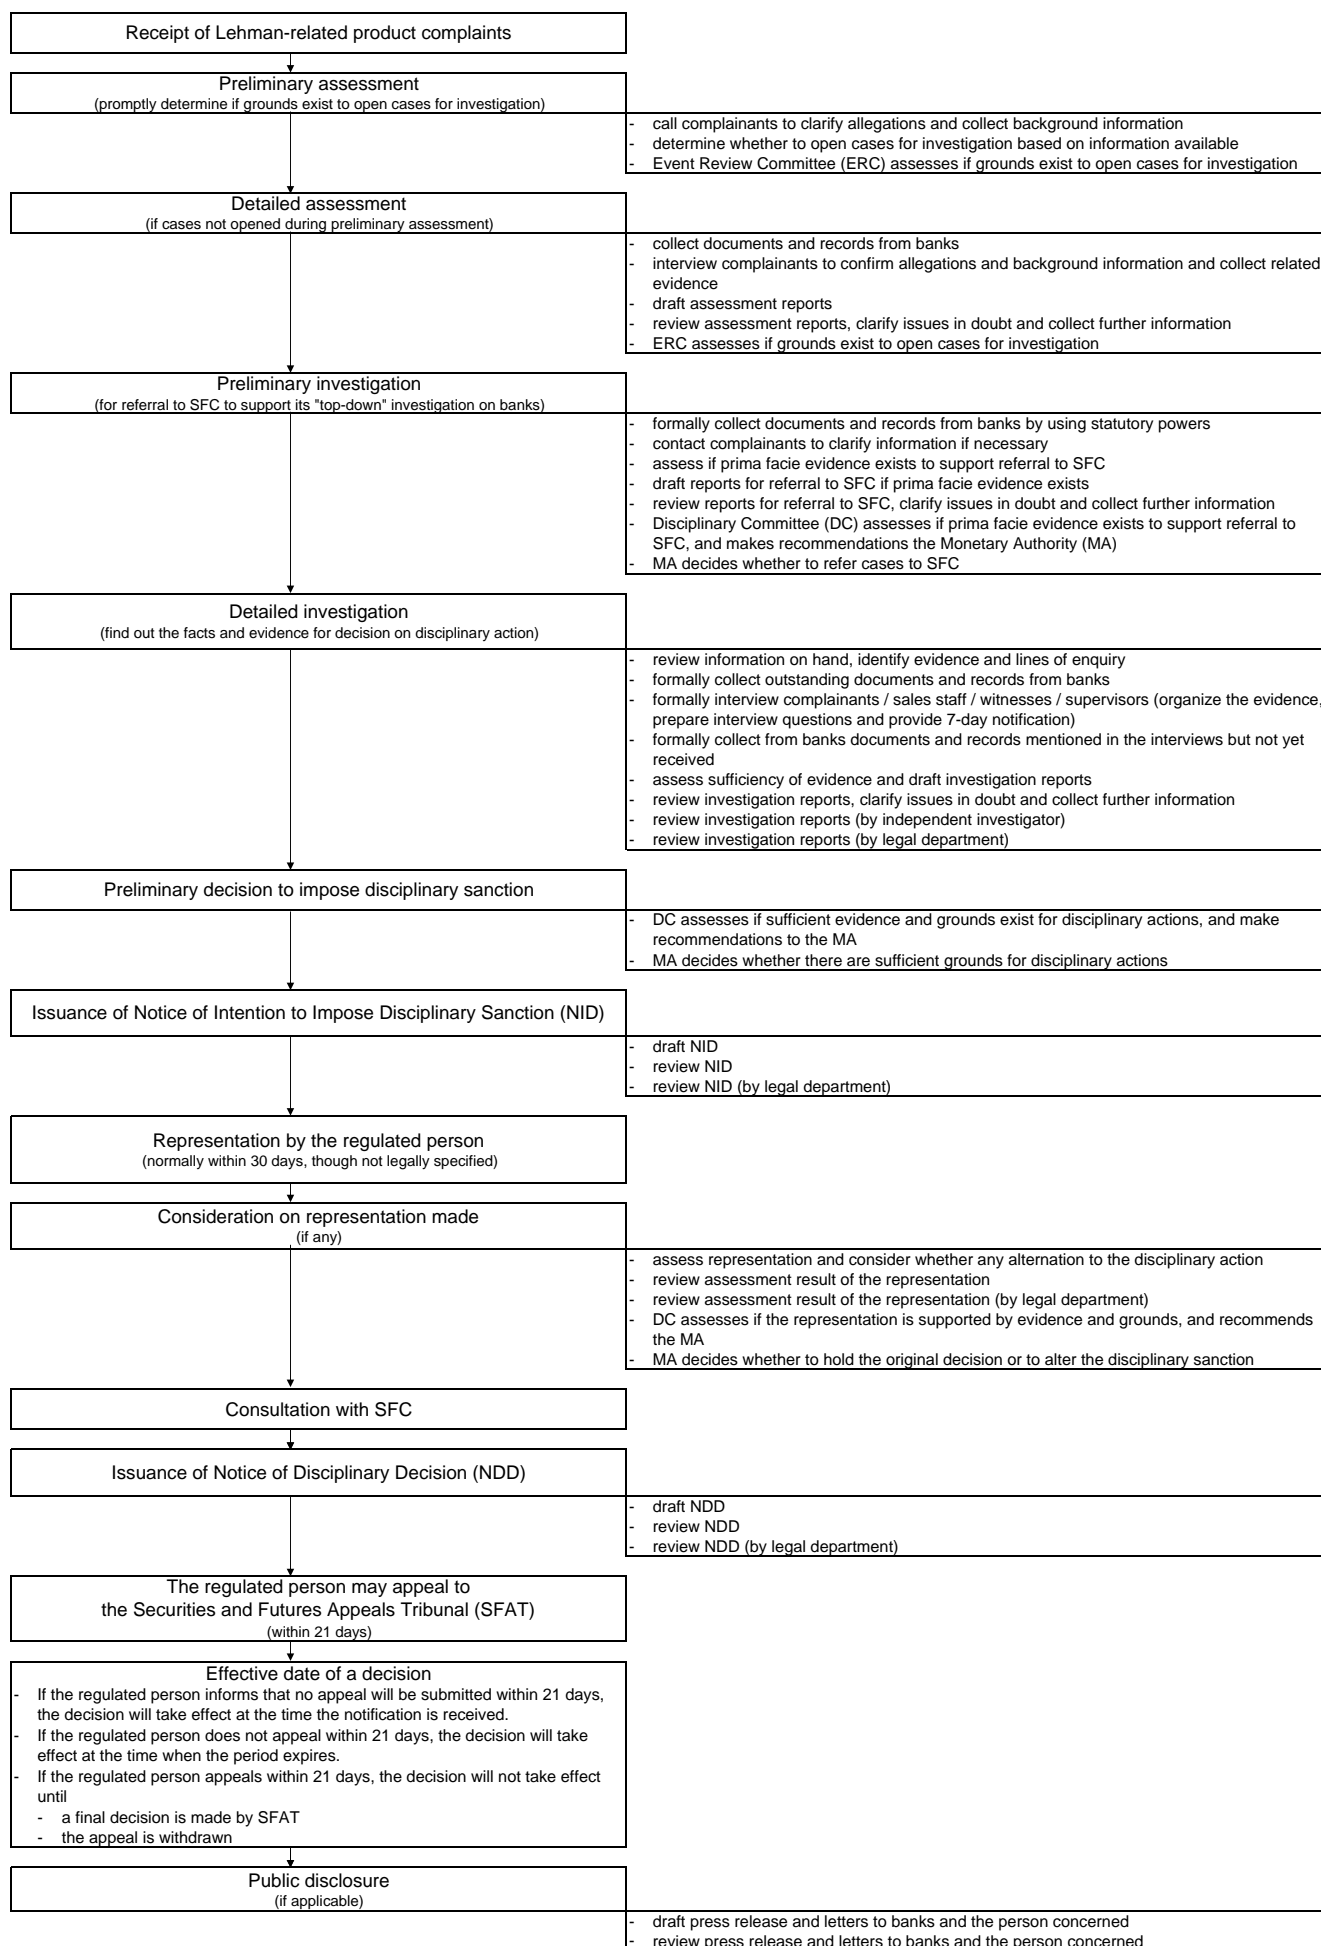 Receipt of Lehman-related product complaints
Preliminary assessment
(promptly determine if grounds exist to open cases for investigation)
- call complainants to clarify allegations and collect background information
- determine whether to open cases for investigation based on information available
- Event Review Committee (ERC) assesses if grounds exist to open cases for investigation
Detailed assessment
(if cases not opened during preliminary assessment)
- collect documents and records from banks
- interview complainants to confirm allegations and background information and collect related
evidence
- draft assessment reports
- review assessment reports, clarify issues in doubt and collect further information
- ERC assesses if grounds exist to open cases for investigation
Preliminary investigation
(for referral to SFC to support its "top-down" investigation on banks)
- formally collect documents and records from banks by using statutory powers
- contact complainants to clarify information if necessary
- assess if prima facie evidence exists to support referral to SFC
- draft reports for referral to SFC if prima facie evidence exists
- review reports for referral to SFC, clarify issues in doubt and collect further information
- Disciplinary Committee (DC) assesses if prima facie evidence exists to support referral to
SFC, and makes recommendations the Monetary Authority (MA)
- MA decides whether to refer cases to SFC
Detailed investigation
(find out the facts and evidence for decision on disciplinary action)
- review information on hand, identify evidence and lines of enquiry
- formally collect outstanding documents and records from banks
- formally interview complainants / sales staff / witnesses / supervisors (organize the evidence,
prepare interview questions and provide 7-day notification)
- formally collect from banks documents and records mentioned in the interviews but not yet
received
- assess sufficiency of evidence and draft investigation reports
- review investigation reports, clarify issues in doubt and collect further information
- review investigation reports (by independent investigator)
- review investigation reports (by legal department)
Preliminary decision to impose disciplinary sanction
- DC assesses if sufficient evidence and grounds exist for disciplinary actions, and make
recommendations to the MA
- MA decides whether there are sufficient grounds for disciplinary actions
Issuance of Notice of Intention to Impose Disciplinary Sanction (NID)
- draft NID
- review NID
- review NID (by legal department)
Representation by the regulated person
(normally within 30 days, though not legally specified)
Consideration on representation made
(if any)
- assess representation and consider whether any alternation to the disciplinary action
- review assessment result of the representation
- review assessment result of the representation (by legal department)
- DC assesses if the representation is supported by evidence and grounds, and recommends
the MA
- MA decides whether to hold the original decision or to alter the disciplinary sanction
Consultation with SFC
Issuance of Notice of Disciplinary Decision (NDD)
- draft NDD
- review NDD
- review NDD (by legal department)
The regulated person may appeal to
the Securities and Futures Appeals Tribunal (SFAT)
(within 21 days)
Effective date of a decision
- If the regulated person informs that no appeal will be submitted within 21 days,
the decision will take effect at the time the notification is received.
- If the regulated person does not appeal within 21 days, the decision will take
effect at the time when the period expires.
- If the regulated person appeals within 21 days, the decision will not take effect
until
- a final decision is made by SFAT
- the appeal is withdrawn
Public disclosure
(if applicable)
- draft press release and letters to banks and the person concerned
- review press release and letters to banks and the person concerned